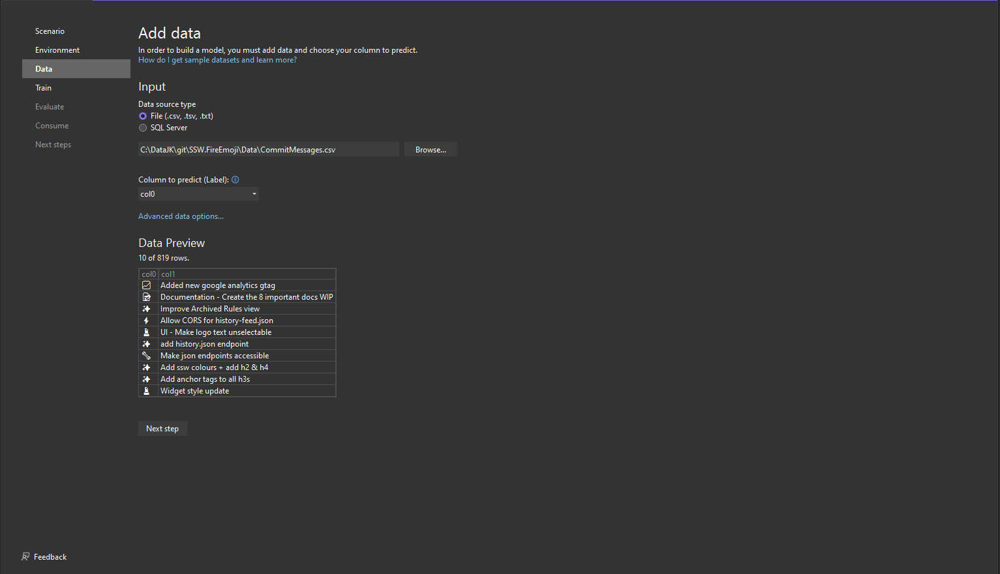 Scenario
Environment
Data
Train
Evaluate
Consume
Next steps
Add data
In order to build a model, you must add data and choose your column to predict.
How do I get sample datasets and learn more?
Input
Data source type
File (.csv, .tsv, .txt)
SQL Server
C:\DataJK\git\SSW.FireEmoji\Data\CommitMessages.csv
Browse...
Column to predict (Label):
col0
Advanced data options...
Data Preview
10 of 819 rows.
col0 col1
Added new google analytics gtag
Documentation - Create the 8 important docs WIP
Improve Archived Rules view
Allow CORS for history-feed.json
UI - Make logo text unselectable
add history.json endpoint
Make json endpoints accessible
Add ssw colours + add h2 & h4
Add anchor tags to all h3s
Widget style update
Next step
Feedback